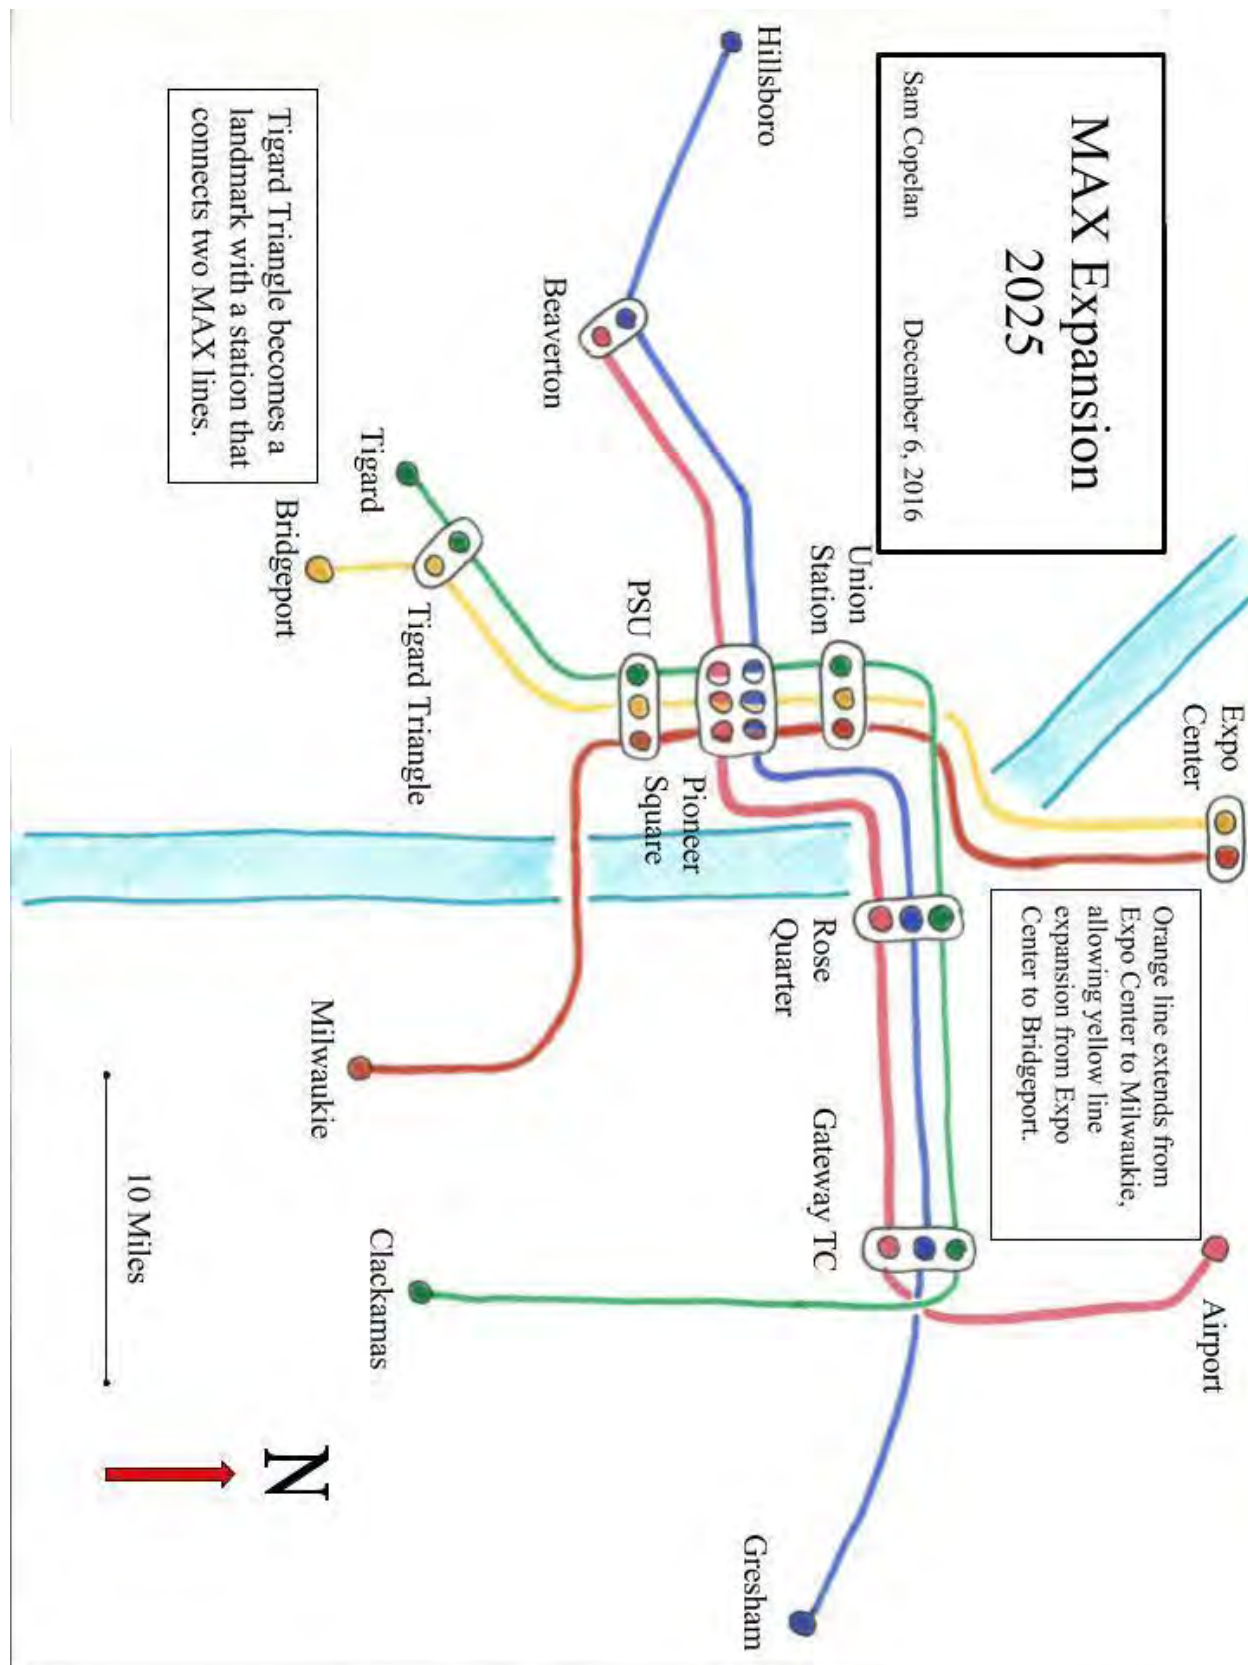 MAX Expansion
2025
Sam Copelan
December 6, 2016
Expo
Center
Orange line extends from
Expo Center to Milwaukie,
allowing yellow line
expansion from Expo
Center to Bridgeport.
Airport
Hillsboro
Union
Station
Rose
Quarter
Gateway TC
Gresham
Beaverton
PSU
Pioneer
Square
Tigard
Tigard Triangle
Bridgeport
Milwaukie
Clackamas
Tigard Triangle becomes a
landmark with a station that
connects two MAX lines.
10 Miles
N